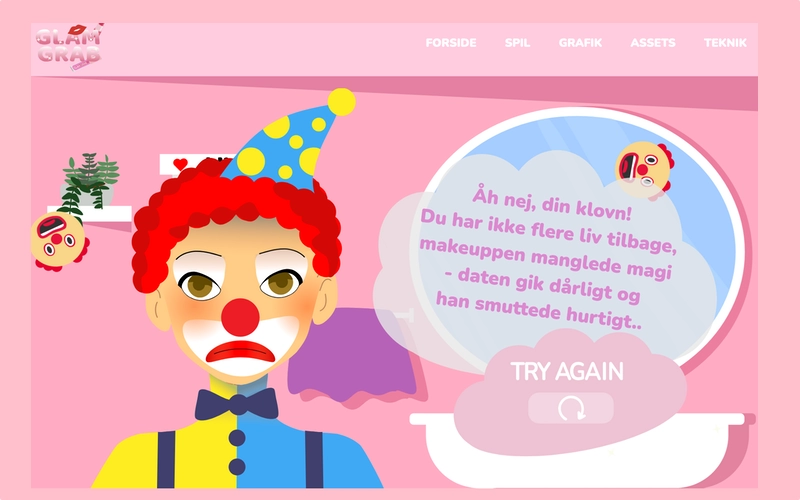 GLAM
GRAB
FORSIDE SPIL GRAFIK ASSETS TEKNIK
Åh nej, din klovn!
Du har ikke flere liv tilbage,
makeuppen manglede magi
- daten gik dårligt og
han smuttede hurtigt..
TRY AGAIN